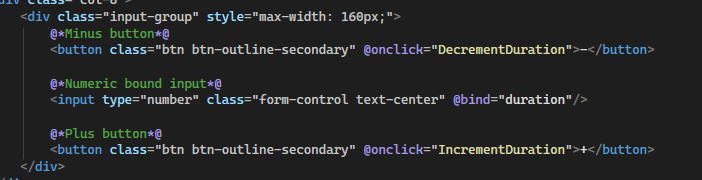 <div class="input-group" style="max-width: 160px;">
@*Minus button*@
<button class="btn btn-outline-secondary" @onclick="DecrementDuration">−</button>
@*Numeric bound input*@
<input type="number" class="form-control text-center" @bind="duration"/>
@*Plus button*@
<button class="btn btn-outline-secondary" @onclick="IncrementDuration">+</button>
</div>